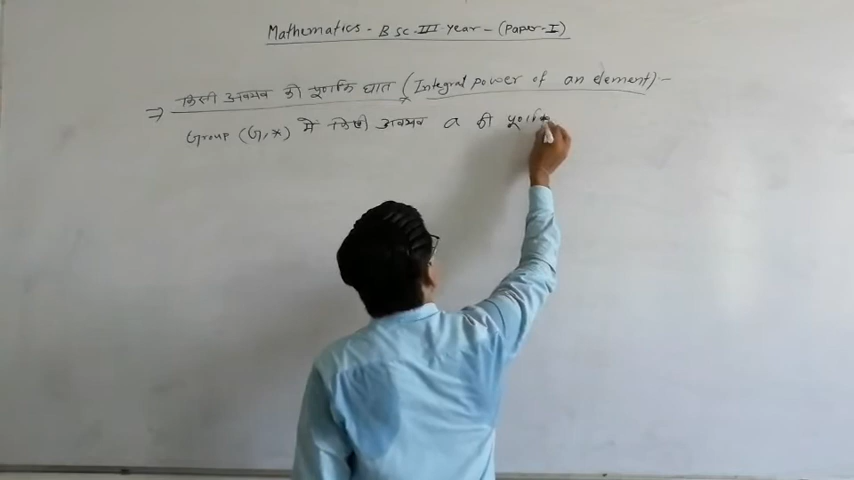 Mathematics - B Sc - III Year - (Paper - I)
⇒ किसी अवयव की पूर्णांक घात (Integral power of an element) -
Group (G, *) में किसी अवयव a की